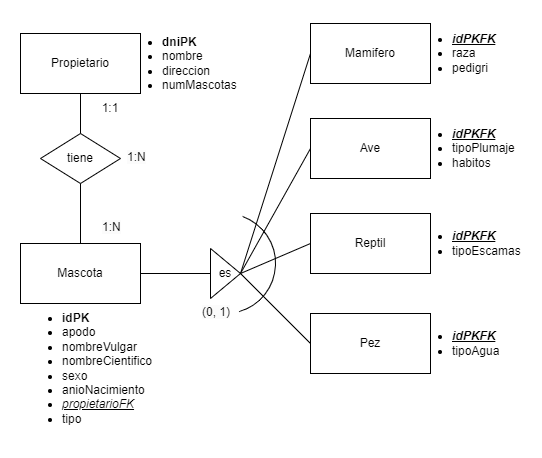 Propietario
dniPK
nombre
direccion
numMascotas
1:1
tiene
1:N
1:N
Mascota
idPK
apodo
nombreVulgar
nombreCientifico
sexo
anioNacimiento
propietarioFK
tipo
es
(0, 1)
Mamifero
idPKFK
raza
pedigri
Ave
idPKFK
tipoPlumaje
habitos
Reptil
idPKFK
tipoEscamas
Pez
idPKFK
tipoAgua